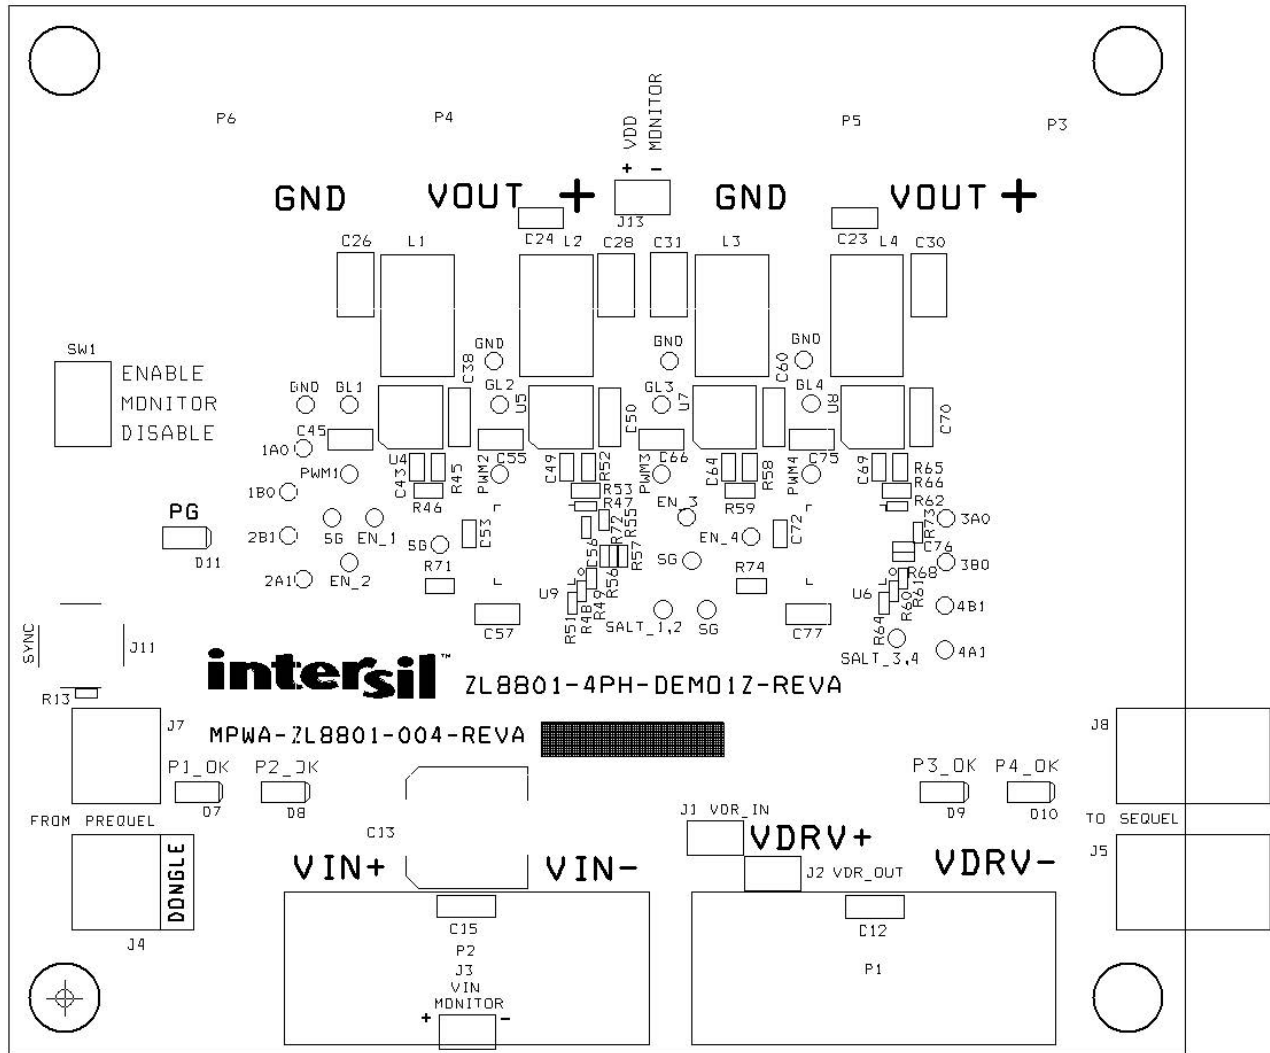 P6
P4
+ VDD
- MONITOR
P5
P3
GND
VOUT +
J13
GND
VOUT +
C26
L1
C24
L2
C28
C31
L3
C23
L4
C30
SW1
ENABLE
MONITOR
DISABLE
GND
GND
GND
C38
C60
GND
GL1
GL2
U5
GL3
U7
GL4
U8
C50
C70
C45
1A0
U4
PWM1
C43
R45
PWM2
C55
C49
R52
PWM3
C66
C64
R58
PWM4
C75
C69
R65
R66
1B0
R46
R53
R47
EN_3
R59
R62
PG
D11
2B1
SG
EN_1
SG
C53
C56
R72
R55
R57
EN_4
SG
C72
R73
3A0
C76
2A1
EN_2
R71
R56
R74
R68
3B0
U9
R51
R48
R49
U6
R64
R60
R61
4B1
C57
SALT_1,2
SG
C77
SALT_3,4
4A1
SYNC
J11
R13
intersil™
ZL8801-4PH-DEMO1Z-REVA
MPWA-ZL8801-004-REVA
J7
J8
P1_OK
P2_OK
P3_OK
P4_OK
D7
D8
D9
D10
FROM PREQUEL
TO SEQUEL
C13
J1 VDR_IN
VDRV+
J5
DONGLE
J4
VIN+
VIN-
J2 VDR_OUT
VDRV-
C15
C12
P2
P1
J3
VIN
MONITOR
+ -